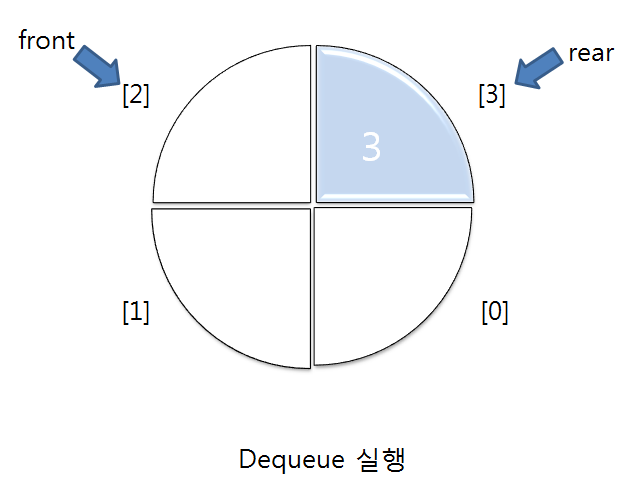 front
rear
[2]
[3]
3
[1]
[0]
Dequeue 실행